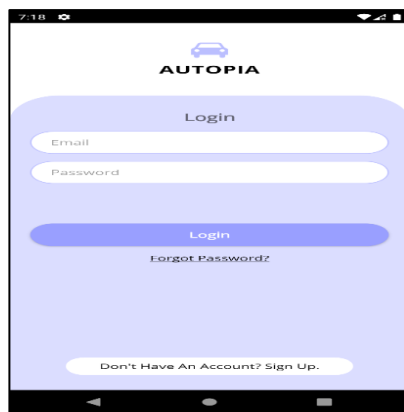 7:18
AUTOPIA
Login
Email
Password
Login
Forgot Password?
Don't Have An Account? Sign Up.